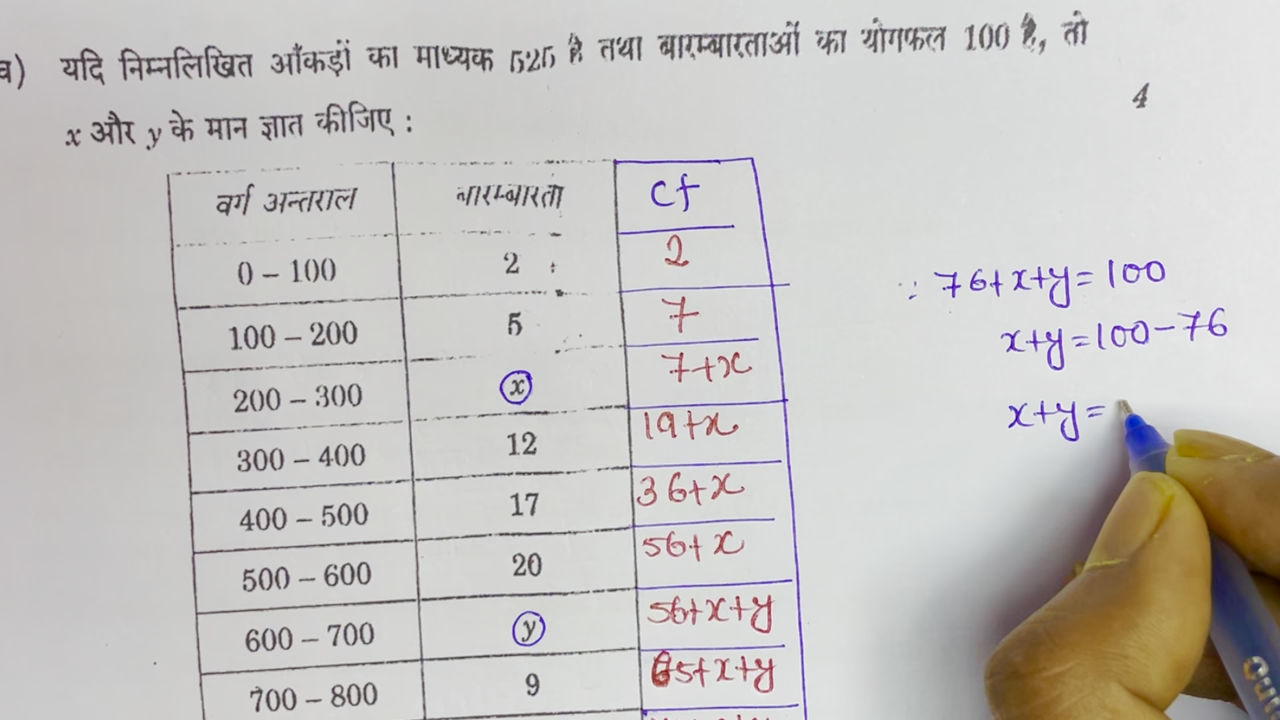 ब) यदि निम्नलिखित आँकड़ों का माध्यक 525 है तथा बारम्बारताओं का योगफल 100 है, तो
x और y के मान ज्ञात कीजिए : 4
वर्ग अन्तराल बारम्बारता Cf
0 – 100 2 2
100 – 200 5 7
200 – 300 x 7+x
300 – 400 12 19+x
400 – 500 17 36+x
500 – 600 20 56+x
600 – 700 y 56+x+y
700 – 800 9 65+x+y
∴ 76+x+y=100
x+y=100-76
x+y=